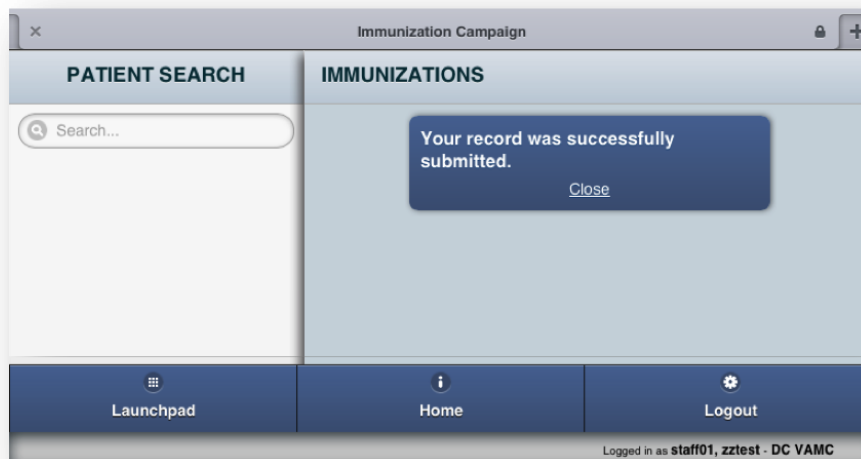 Immunization Campaign
PATIENT SEARCH
IMMUNIZATIONS
Search...
Your record was successfully
submitted.
Close
Launchpad
Home
Logout
Logged in as staff01, zztest - DC VAMC